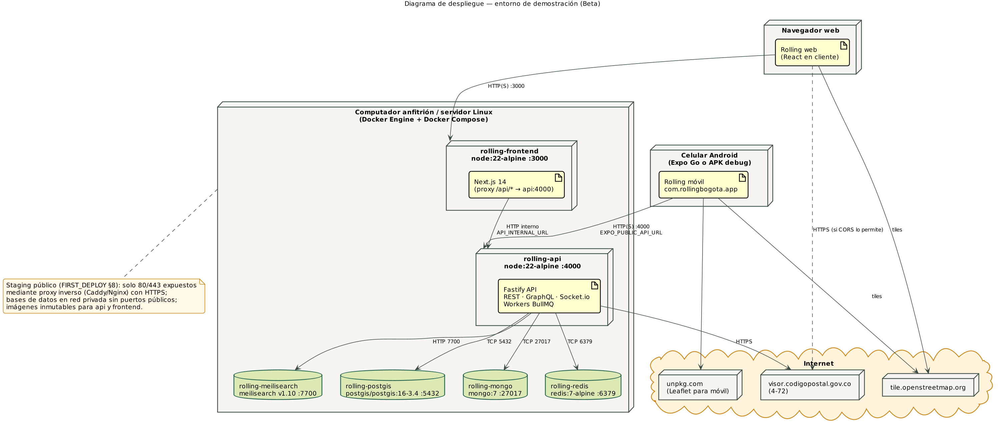 Diagrama de despliegue — entorno de demostración (Beta)
Navegador web
Rolling web
(React en cliente)
HTTP(S) :3000
Computador anfitrión / servidor Linux
(Docker Engine + Docker Compose)
rolling-frontend
node:22-alpine :3000
Next.js 14
(proxy /api/* → api:4000)
Celular Android
(Expo Go o APK debug)
Rolling móvil
com.rollingbogota.app
HTTP interno
API_INTERNAL_URL
HTTP(S) :4000
EXPO_PUBLIC_API_URL
HTTPS (si CORS lo permite)
tiles
rolling-api
node:22-alpine :4000
Fastify API
REST · GraphQL · Socket.io
Workers BullMQ
Staging público (FIRST_DEPLOY §8): solo 80/443 expuestos
mediante proxy inverso (Caddy/Nginx) con HTTPS;
bases de datos en red privada sin puertos públicos;
imágenes inmutables para api y frontend.
tiles
HTTP 7700
TCP 5432
TCP 27017
TCP 6379
HTTPS
Internet
rolling-meilisearch
meilisearch v1.10 :7700
rolling-postgis
postgis/postgis:16-3.4 :5432
rolling-mongo
mongo:7 :27017
rolling-redis
redis:7-alpine :6379
unpkg.com
(Leaflet para móvil)
visor.codigopostal.gov.co
(4-72)
tile.openstreetmap.org